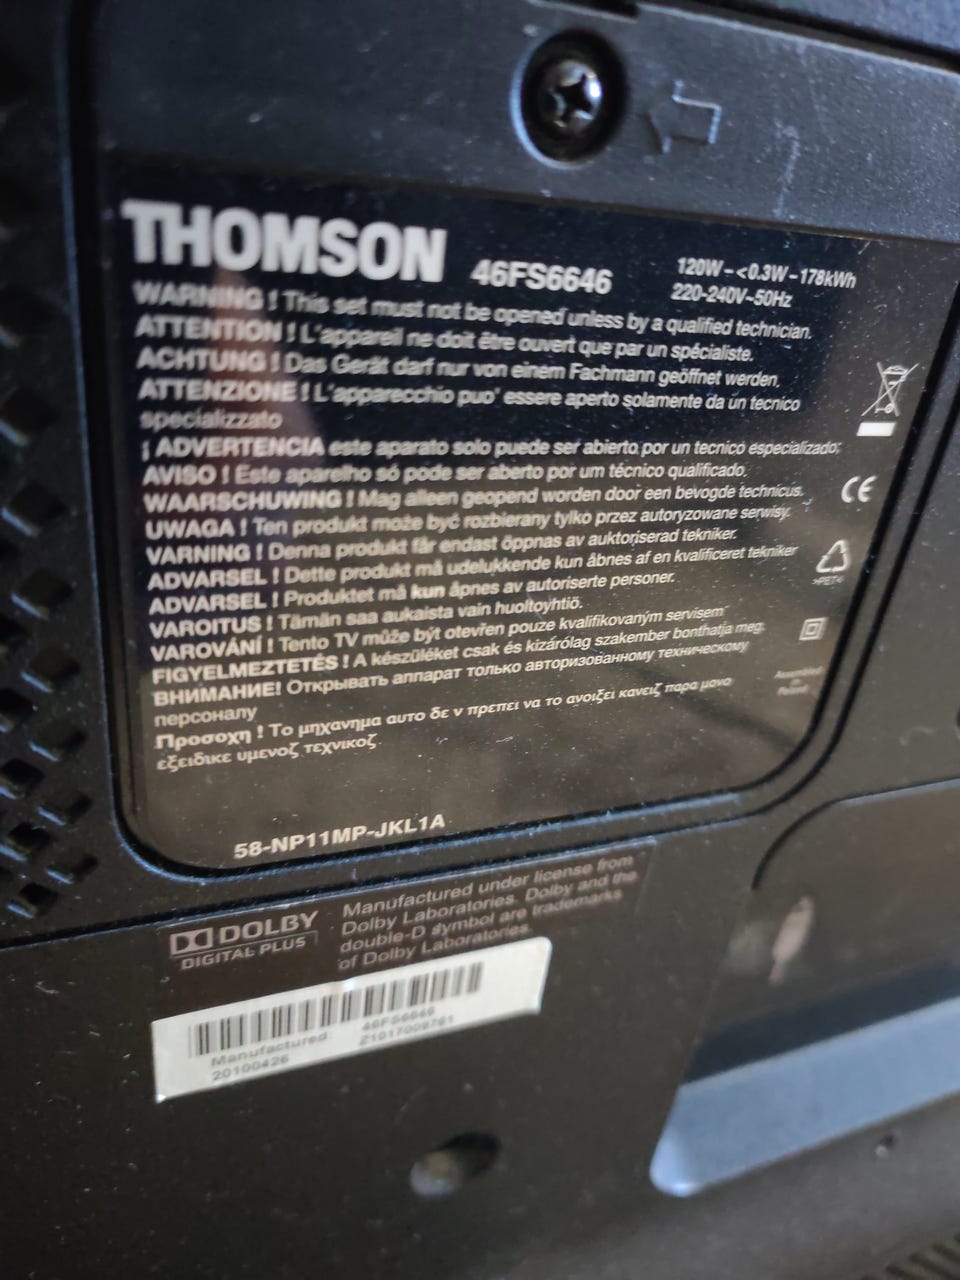 THOMSON 46FS6646
120W-<0.3W-178kWh
220-240V~50Hz
WARNING ! This set must not be opened unless by a qualified technician.
ATTENTION ! L'appareil ne doit être ouvert que par un spécialiste.
ACHTUNG ! Das Gerät darf nur von einem Fachmann geöffnet werden,
ATTENZIONE ! L'apparecchio puo' essere aperto solamente da un tecnico
specializzato
¡ ADVERTENCIA este aparato solo puede ser abierto por un tecnico especializado;
AVISO ! Este aparelho só pode ser aberto por um técnico qualificado.
WAARSCHUWING ! Mag alleen geopend worden door een bevogde technicus.
UWAGA ! Ten produkt może być rozbierany tylko przez autoryzowane serwisy.
VARNING ! Denna produkt får endast öppnas av auktoriserad tekniker.
ADVARSEL ! Dette produkt må udelukkende kun åbnes af en kvalificeret tekniker
ADVARSEL ! Produktet må kun åpnes av autoriserte personer.
VAROITUS ! Tämän saa aukaista vain huoltoyhtiö.
VAROVÁNÍ ! Tento TV může být otevřen pouze kvalifikovaným servisem
FIGYELMEZTETÉS ! A készüléket csak és kizárólag szakember bonthatja meg.
ВНИМАНИЕ! Открывать аппарат только авторизованному техническому
персоналу
Προσοχη ! Το μηχανημα αυτο δε ν πρεπει να το ανοιξει κανειζ παρα μονο
εξειδικε υμενοζ τεχνικοζ
CE
>PET<
Assembled
in
Poland
58-NP11MP-JKL1A
DOLBY
DIGITAL PLUS
Manufactured under license from
Dolby Laboratories. Dolby and the
double-D symbol are trademarks
of Dolby Laboratories.
46FS6646
Manufactured:
20100426